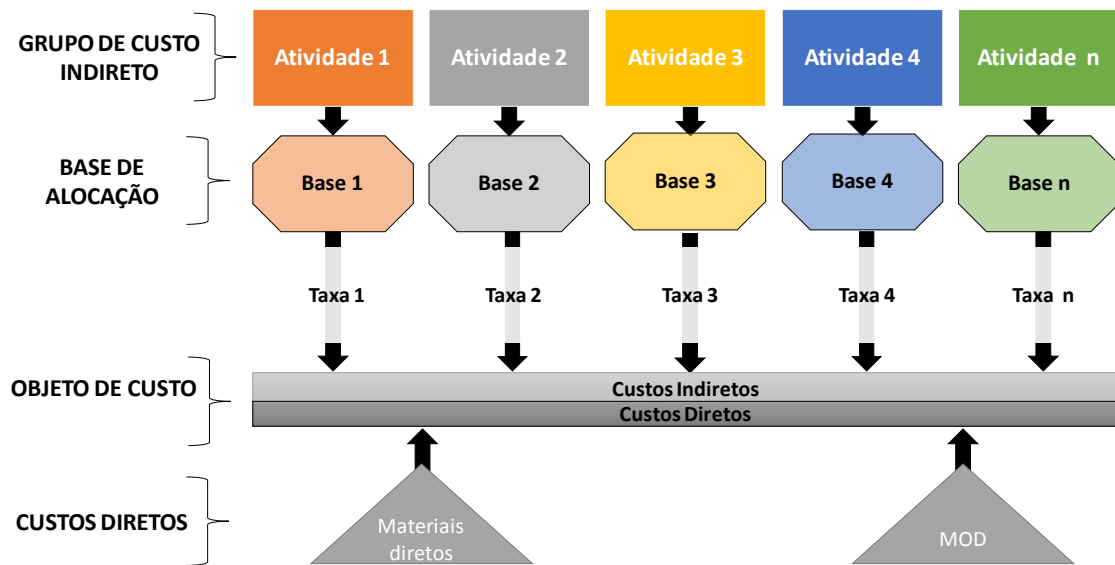 GRUPO DE CUSTO
INDIRETO
Atividade 1
Atividade 2
Atividade 3
Atividade 4
Atividade n
BASE DE
ALOCAÇÃO
Base 1
Base 2
Base 3
Base 4
Base n
Taxa 1
Taxa 2
Taxa 3
Taxa 4
Taxa n
OBJETO DE CUSTO
Custos Indiretos
Custos Diretos
CUSTOS DIRETOS
Materiais
diretos
MOD